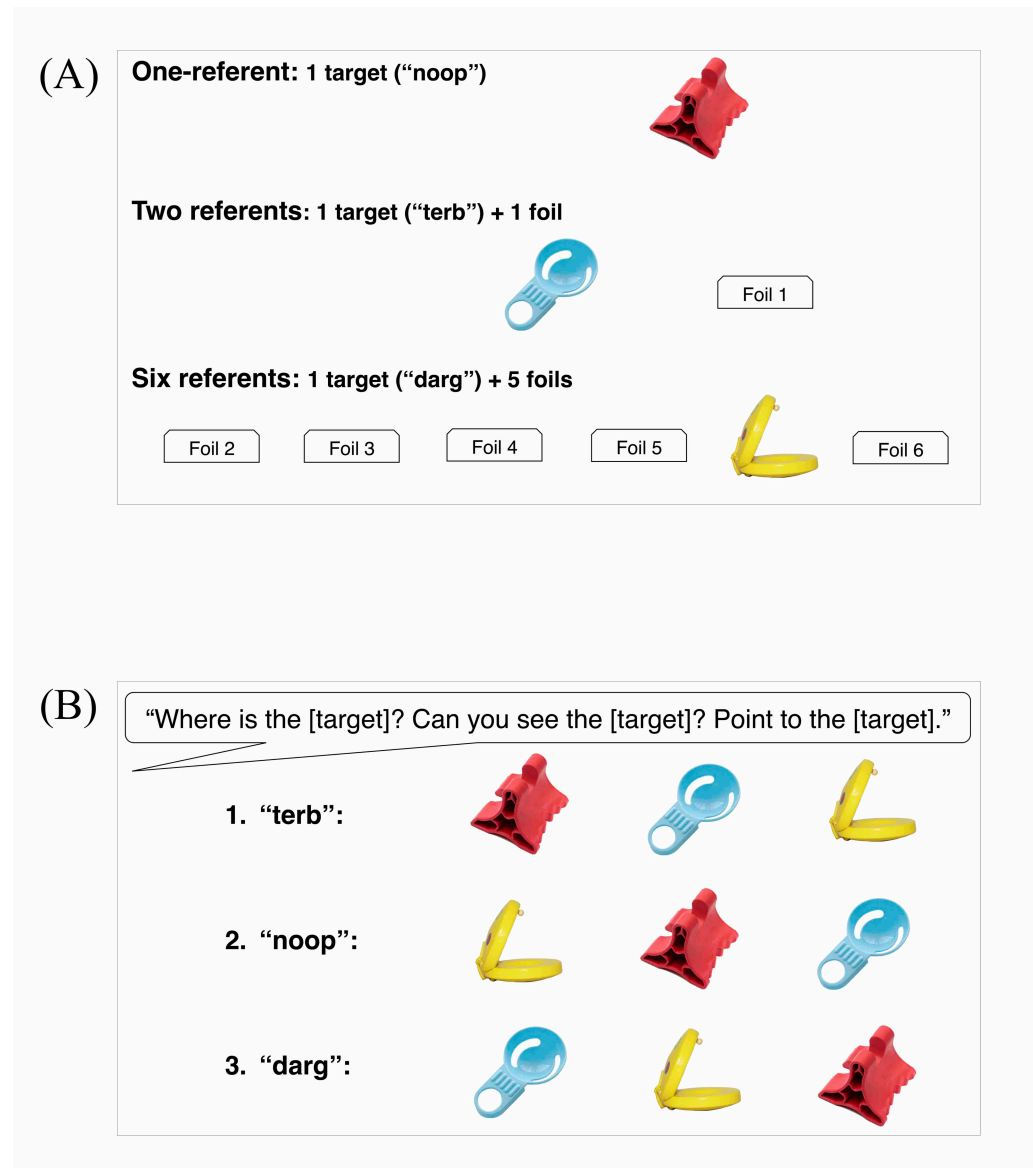 (A)
One-referent: 1 target (“noop”)
Two referents: 1 target (“terb”) + 1 foil
Foil 1
Six referents: 1 target (“darg”) + 5 foils
Foil 2 Foil 3 Foil 4 Foil 5 Foil 6
(B)
“Where is the [target]? Can you see the [target]? Point to the [target].”
1. “terb”:
2. “noop”:
3. “darg”: